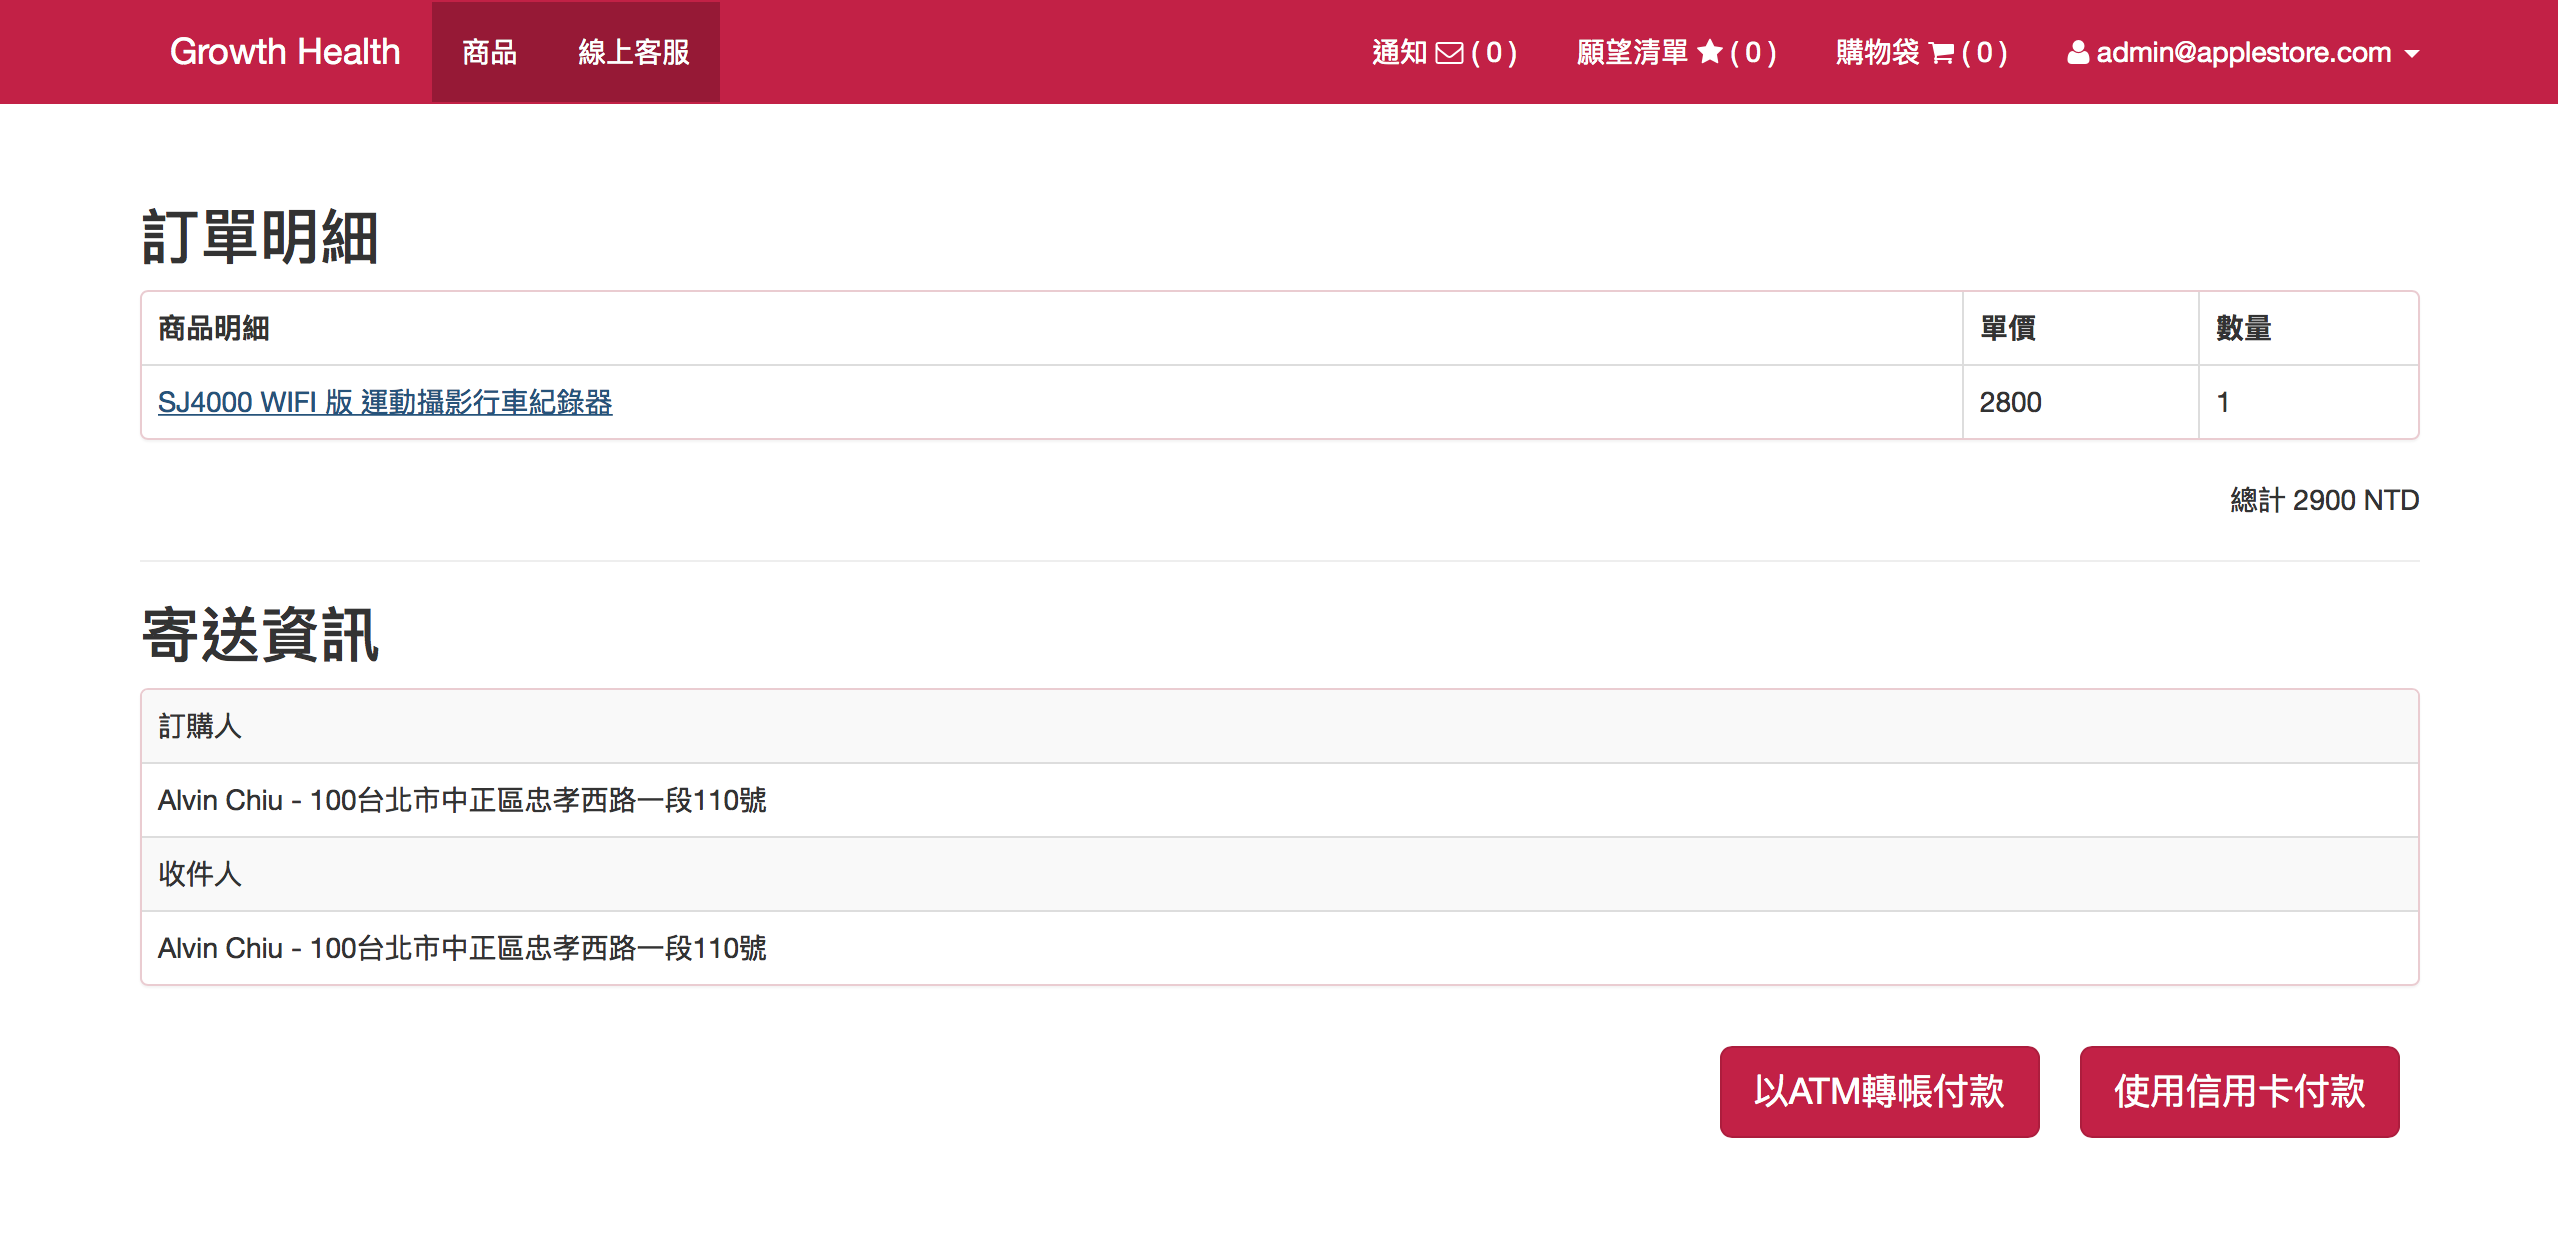 Growth Health 商品 線上客服 通知 ( 0 ) 願望清單 ( 0 ) 購物袋 ( 0 ) admin@applestore.com
訂單明細
商品明細 單價 數量
SJ4000 WIFI 版 運動攝影行車紀錄器 2800 1
總計 2900 NTD
寄送資訊
訂購人
Alvin Chiu - 100台北市中正區忠孝西路一段110號
收件人
Alvin Chiu - 100台北市中正區忠孝西路一段110號
以ATM轉帳付款 使用信用卡付款